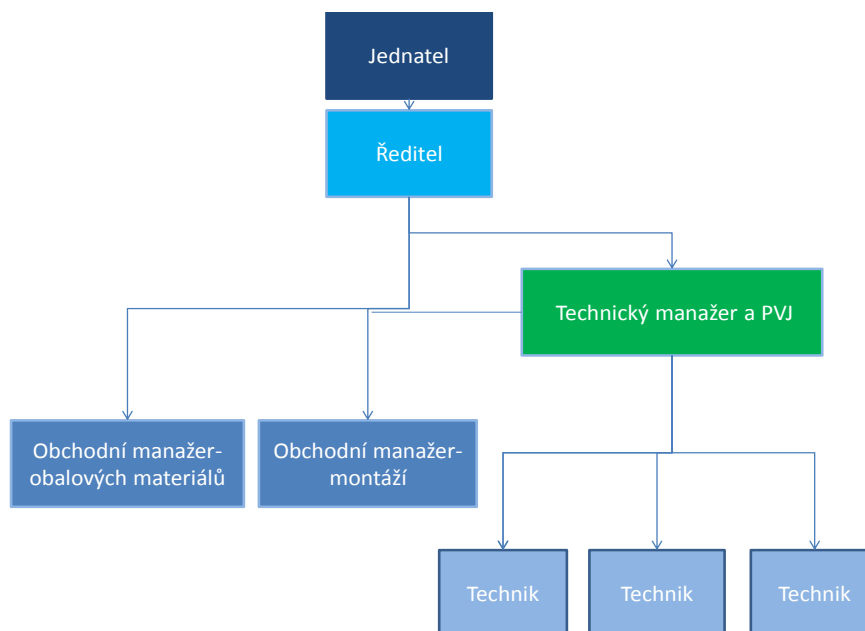 Jednatel
Ředitel
Technický manažer a PVJ
Obchodní manažer-
obalových materiálů
Obchodní manažer-
montáží
Technik
Technik
Technik